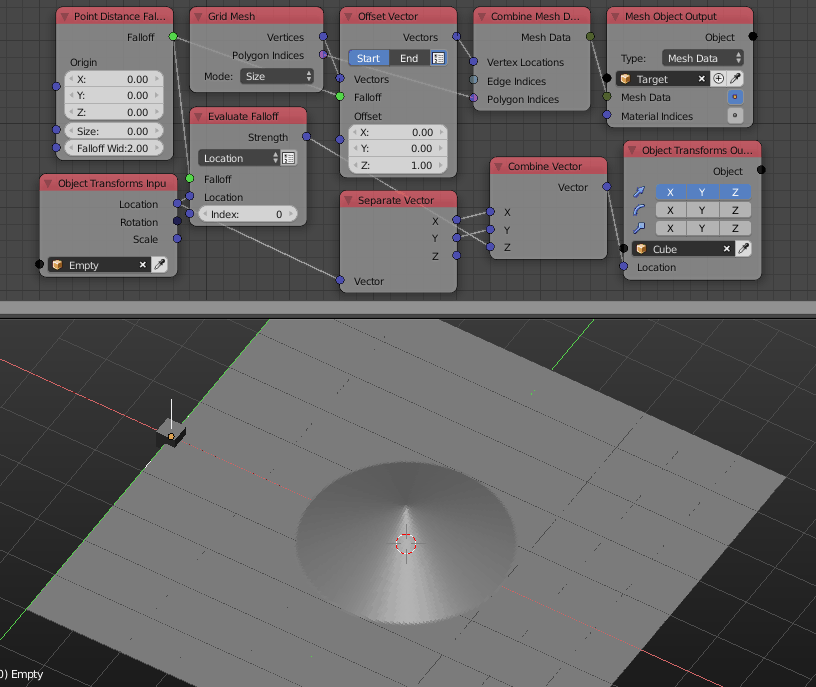 Point Distance Fal...
Falloff
Origin
X: 0.00
Y: 0.00
Z: 0.00
Size: 0.00
Falloff Wid:2.00
Grid Mesh
Vertices
Polygon Indices
Mode: Size
Offset Vector
Vectors
Start End
Vectors
Falloff
Offset
X: 0.00
Y: 0.00
Z: 1.00
Combine Mesh D...
Mesh Data
Vertex Locations
Edge Indices
Polygon Indices
Mesh Object Output
Object
Type: Mesh Data
Target
Mesh Data
Material Indices
Evaluate Falloff
Strength
Location
Falloff
Location
Index: 0
Object Transforms Inpu
Location
Rotation
Scale
Empty
Separate Vector
X
Y
Z
Vector
Combine Vector
Vector
X
Y
Z
Object Transforms Ou...
Object
X Y Z
X Y Z
X Y Z
Cube
Location
0) Empty